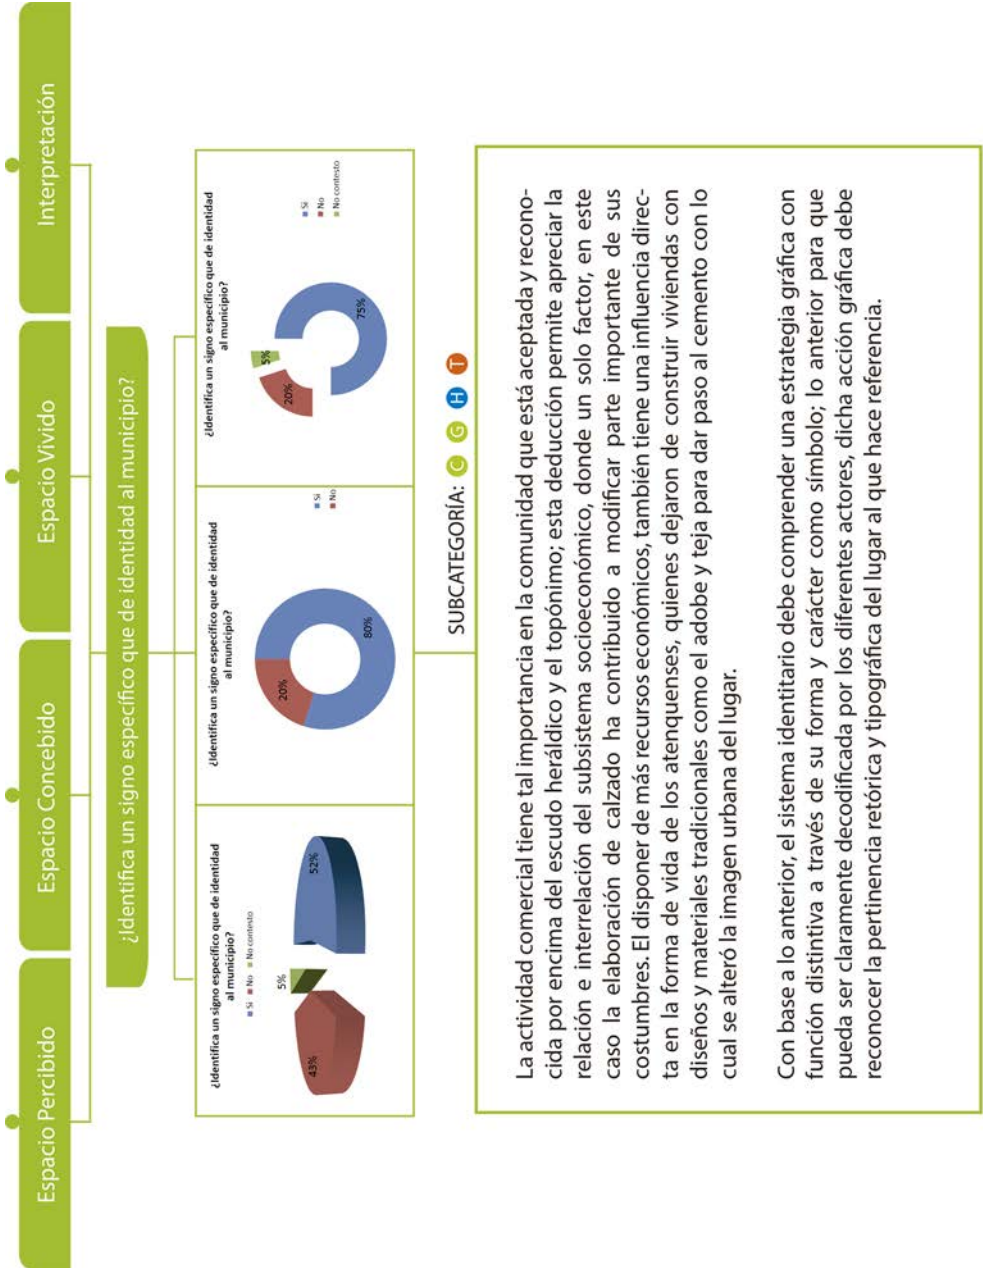 Espacio Percibido
Espacio Concebido
Espacio Vivido
Interpretación
¿Identifica un signo específico que de identidad al municipio?
¿Identifica un signo específico que de identidad
al municipio?
Si No No contesto
43%
5%
52%
¿Identifica un signo específico que de identidad
al municipio?
20%
80%
Si
No
¿Identifica un signo específico que de identidad
al municipio?
20%
5%
75%
Si
No
No contesto
SUBCATEGORÍA: C G H T
La actividad comercial tiene tal importancia en la comunidad que está aceptada y recono-
cida por encima del escudo heráldico y el topónimo; esta deducción permite apreciar la
relación e interrelación del subsistema socioeconómico, donde un solo factor, en este
caso la elaboración de calzado ha contribuido a modificar parte importante de sus
costumbres. El disponer de más recursos económicos, también tiene una influencia direc-
ta en la forma de vida de los atenquenses, quienes dejaron de construir viviendas con
diseños y materiales tradicionales como el adobe y teja para dar paso al cemento con lo
cual se alteró la imagen urbana del lugar.
Con base a lo anterior, el sistema identitario debe comprender una estrategia gráfica con
función distintiva a través de su forma y carácter como símbolo; lo anterior para que
pueda ser claramente decodificada por los diferentes actores, dicha acción gráfica debe
reconocer la pertinencia retórica y tipográfica del lugar al que hace referencia.